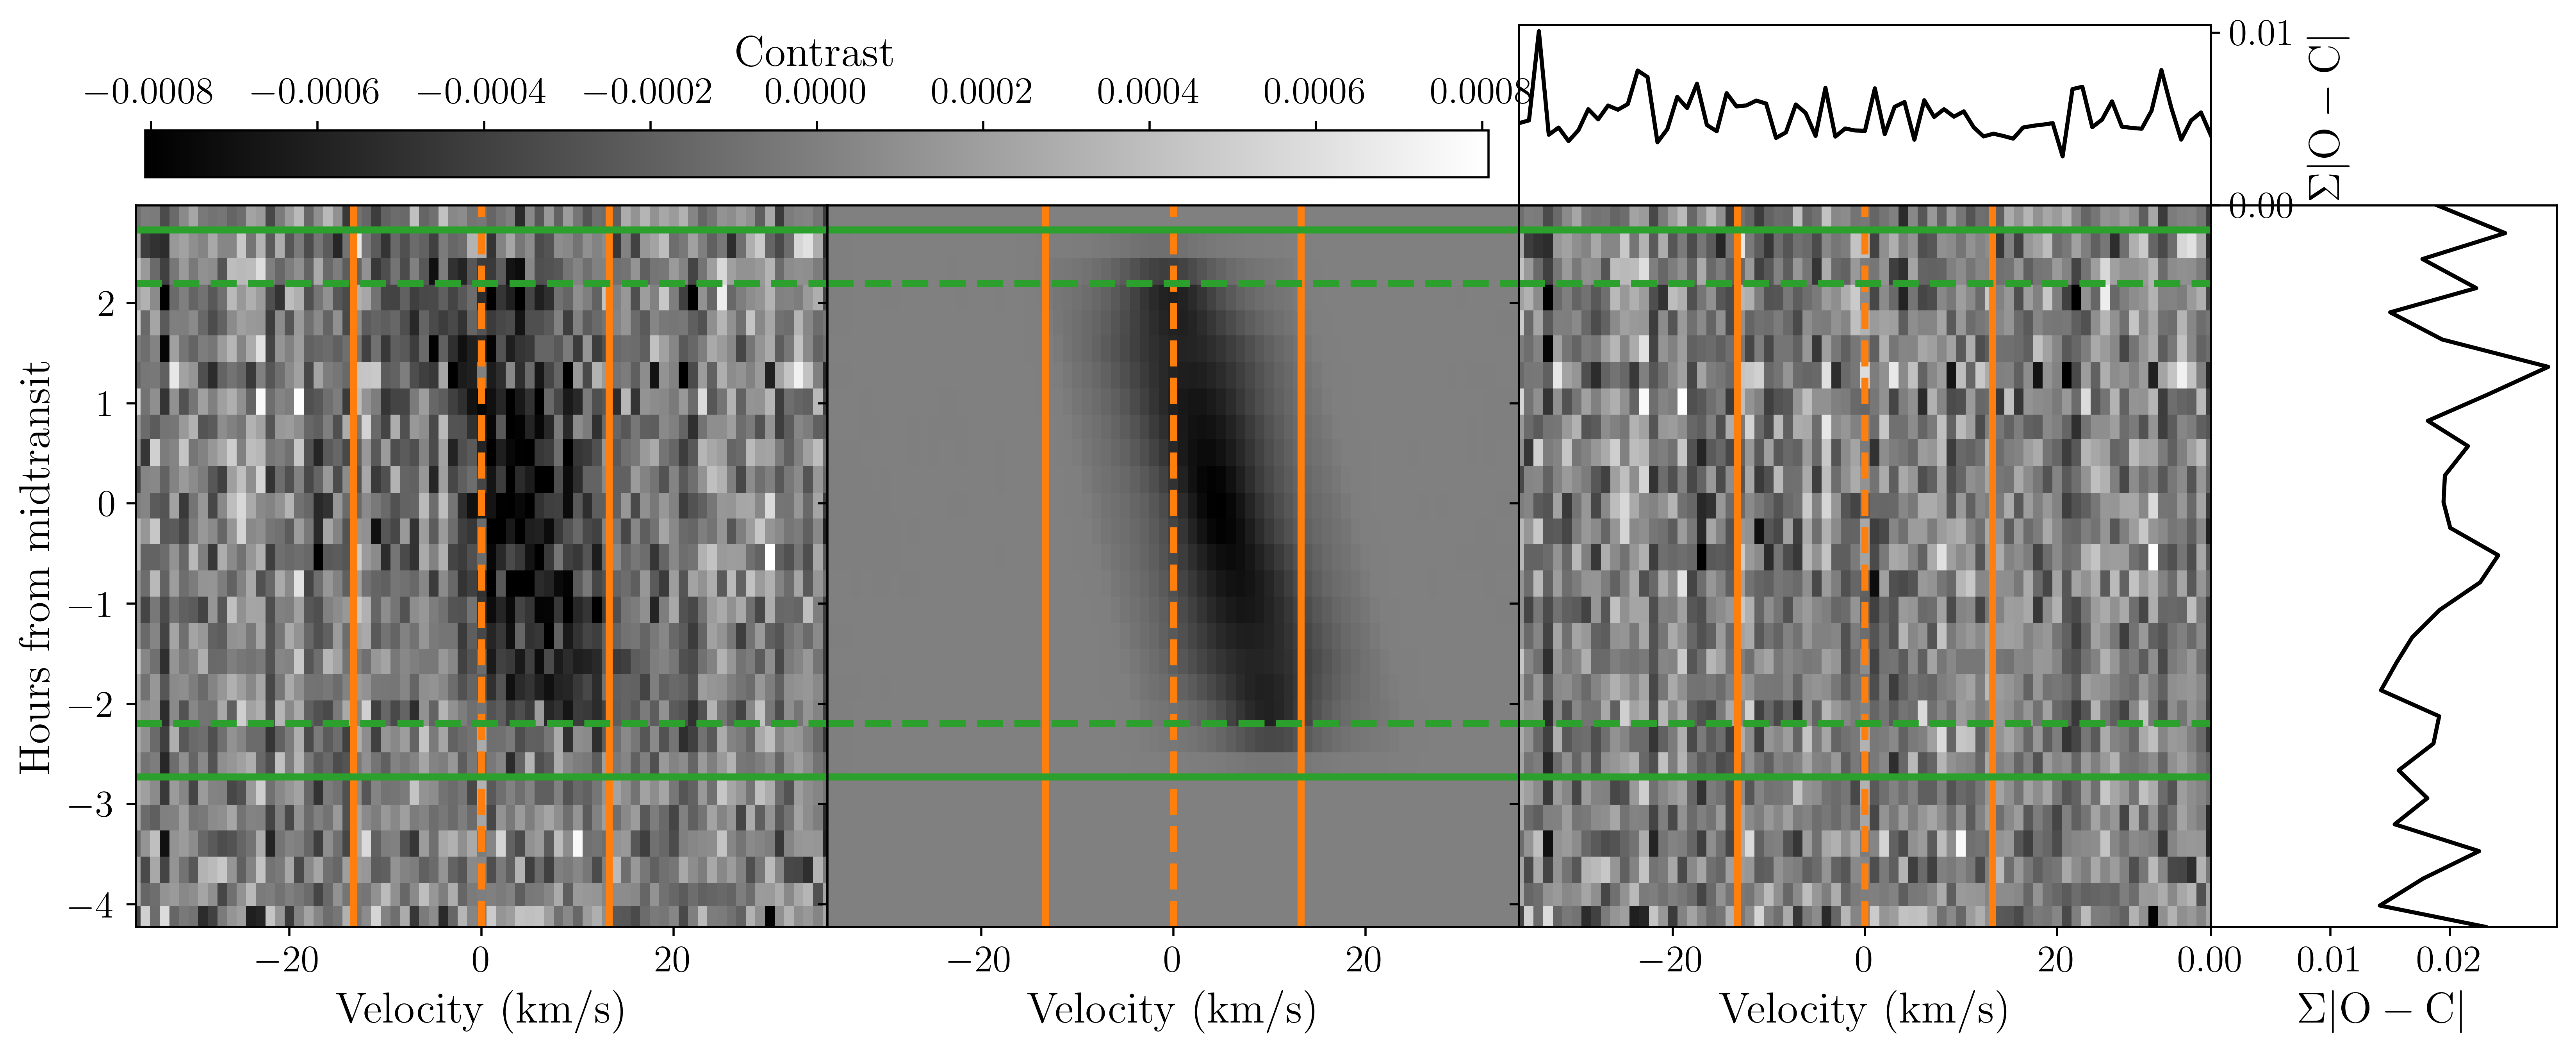 Contrast
−0.0008 −0.0006 −0.0004 −0.0002 0.0000 0.0002 0.0004 0.0006 0.0008
0.01
0.00
Σ|O − C|
Hours from midtransit
2
1
0
−1
−2
−3
−4
−20 0 20
−20 0 20
−20 0 20
0.00 0.01 0.02
Velocity (km/s)
Velocity (km/s)
Velocity (km/s)
Σ|O − C|